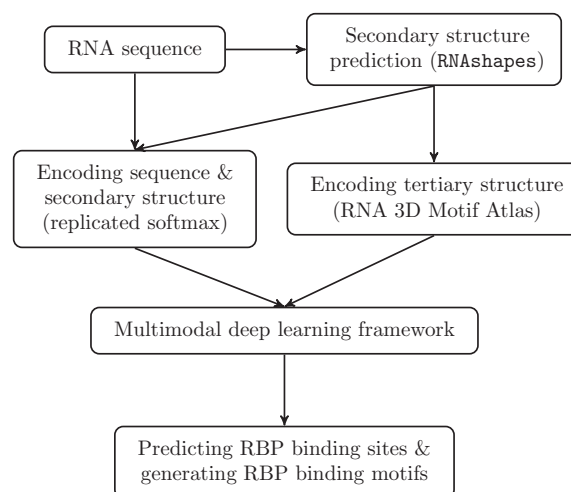 RNA sequence
Secondary structure
prediction (RNAshapes)
Encoding sequence &
secondary structure
(replicated softmax)
Encoding tertiary structure
(RNA 3D Motif Atlas)
Multimodal deep learning framework
Predicting RBP binding sites &
generating RBP binding motifs